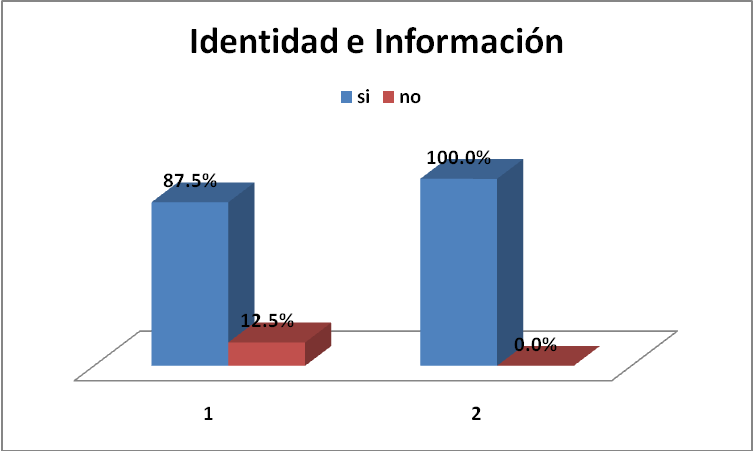 Identidad e Información
si no
100.0%
87.5%
12.5%
0.0%
1 2